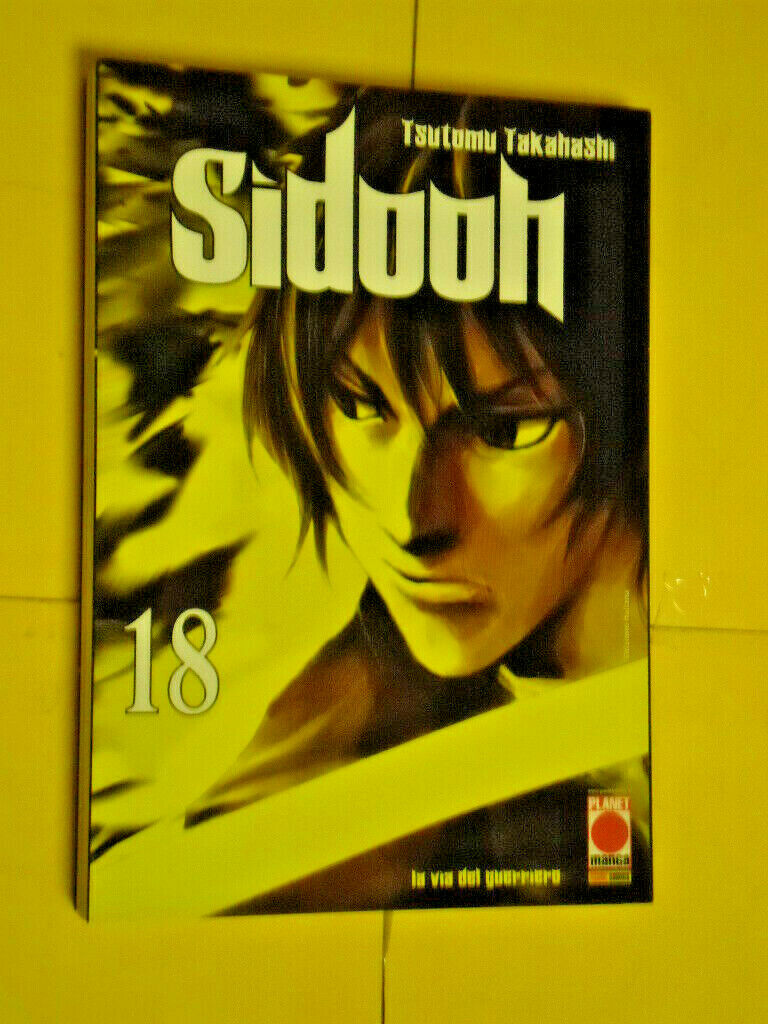 Tsutomu Takahashi
Sidooh
18
PLANET
manga
la via del guerriero